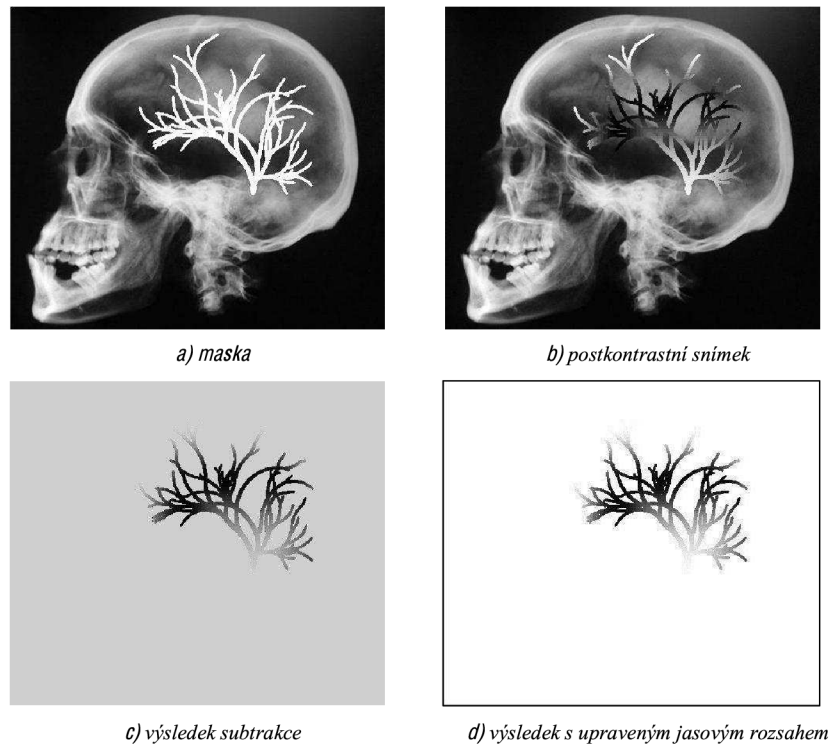 a) maska
b) postkontrastní snímek
c) výsledek subtrakce
d) výsledek s upraveným jasovým rozsahem